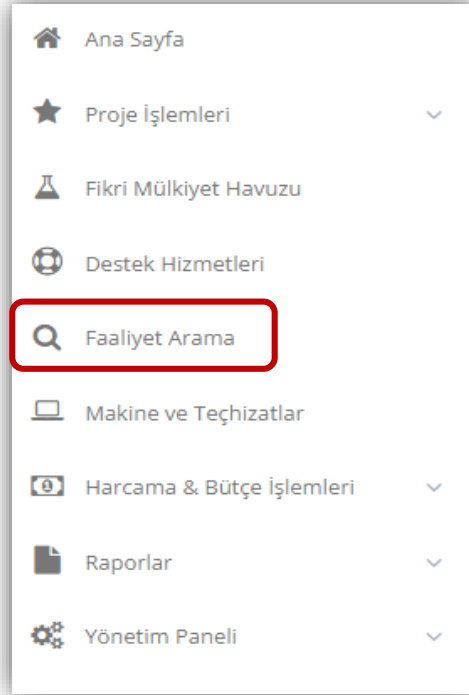 Ana Sayfa
Proje İşlemleri
Fikri Mülkiyet Havuzu
Destek Hizmetleri
Faaliyet Arama
Makine ve Teçhizatlar
Harcama & Bütçe İşlemleri
Raporlar
Yönetim Paneli